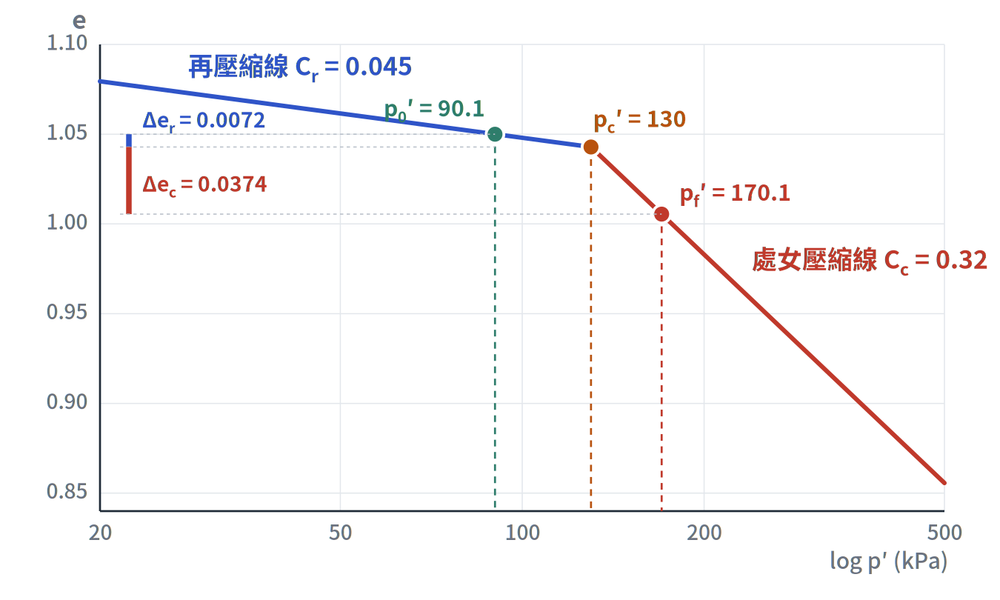 e
1.10
再壓縮線 Cr = 0.045
p0′ = 90.1
pc′ = 130
Δer = 0.0072
1.05
Δec = 0.0374
pf′ = 170.1
1.00
處女壓縮線 Cc = 0.32
0.95
0.90
0.85
20 50 100 200 500
log p′ (kPa)